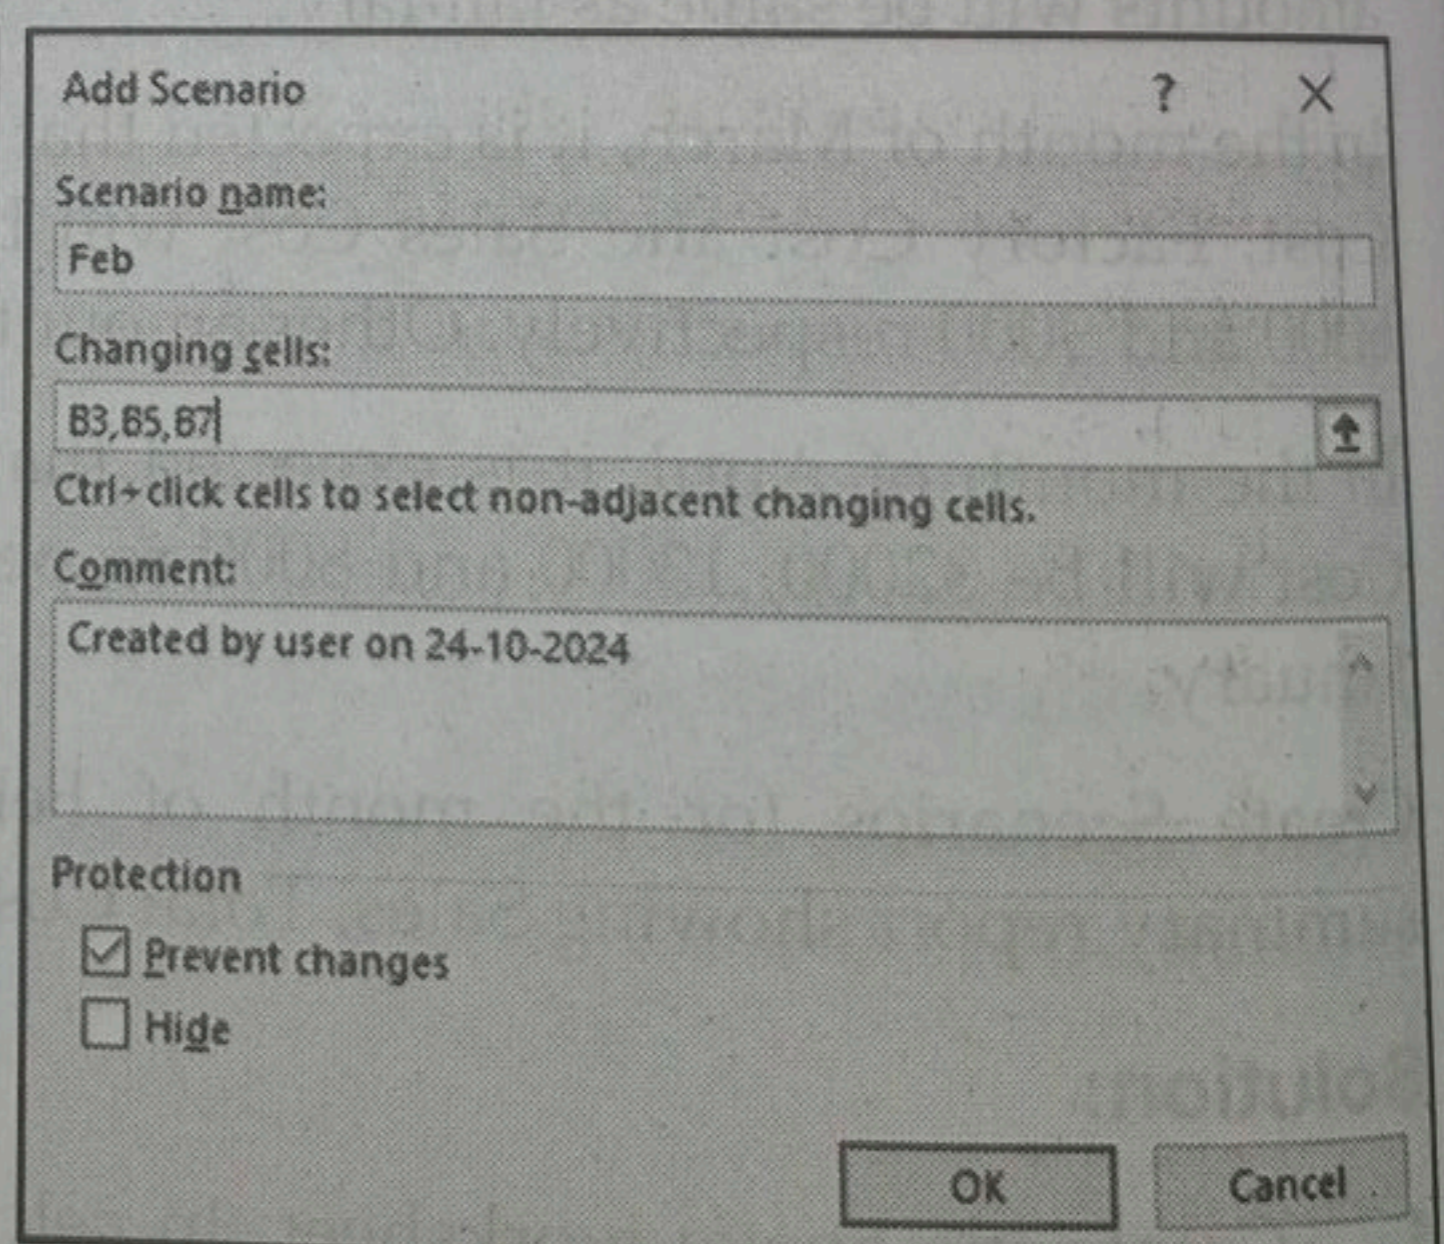 Add Scenario ? ×
Scenario name:
Feb
Changing cells:
B3,B5,B7
Ctrl+click cells to select non-adjacent changing cells.
Comment:
Created by user on 24-10-2024
Protection
Prevent changes
Hide
OK Cancel